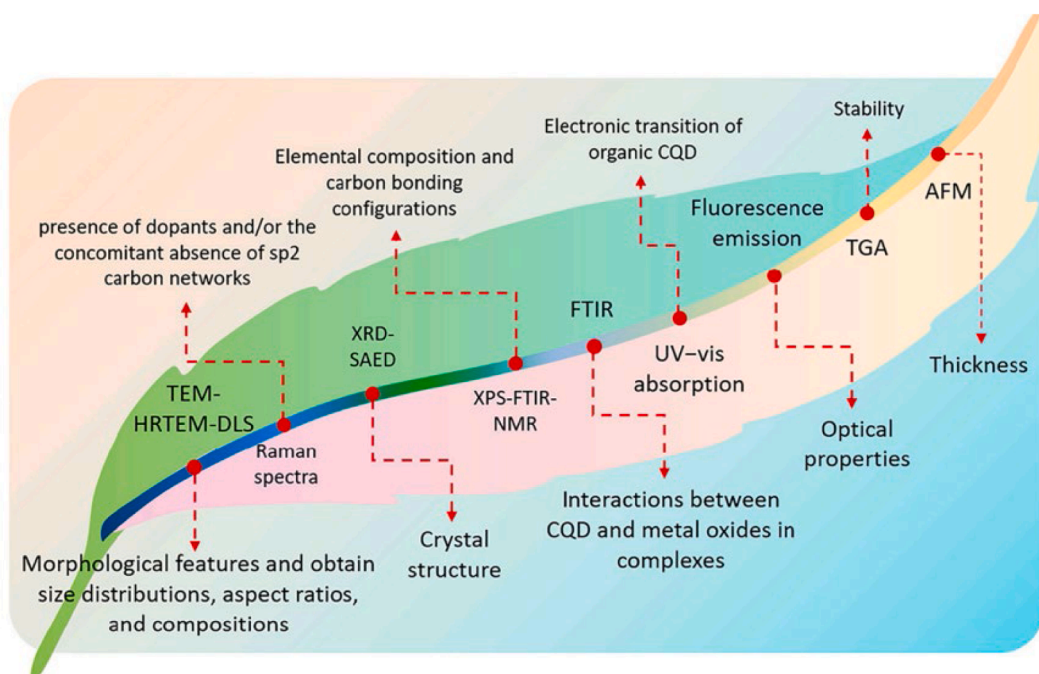 Stability
Electronic transition of
organic CQD
Elemental composition and
carbon bonding
configurations
presence of dopants and/or the
concomitant absence of sp2
carbon networks
AFM
Fluorescence
emission
TGA
FTIR
UV–vis
absorption
XRD-
SAED
XPS-FTIR-
NMR
TEM-
HRTEM-DLS
Raman
spectra
Thickness
Optical
properties
Interactions between
CQD and metal oxides in
complexes
Crystal
structure
Morphological features and obtain
size distributions, aspect ratios,
and compositions